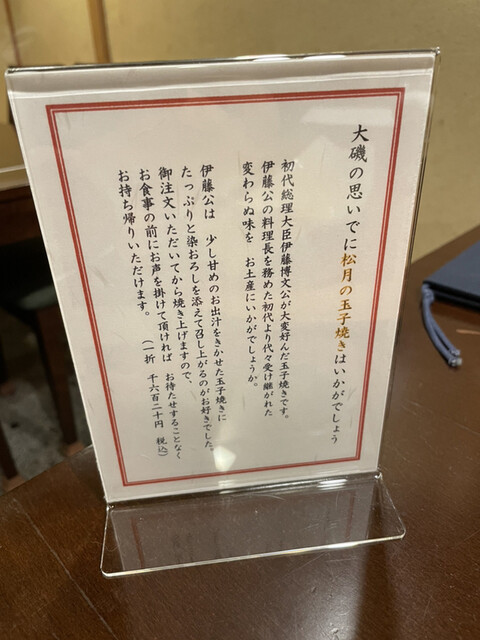 大磯の思いでに松月の玉子焼きはいかがでしょう
初代総理大臣伊藤博文公が大変好んだ玉子焼きです。
伊藤公の料理長を務めた初代より代々受け継がれた
変わらぬ味を　お土産にいかがでしょうか。
伊藤公は　少し甘めのお出汁をきかせた玉子焼きに
たっぷりと染おろしを添えて召し上がるのがお好きでした。
御注文いただいてから焼き上げますので、
お食事の前にお声を掛けて頂ければ　お待たせすることなく
お持ち帰りいただけます。　（一折　千六百二十円　税込）